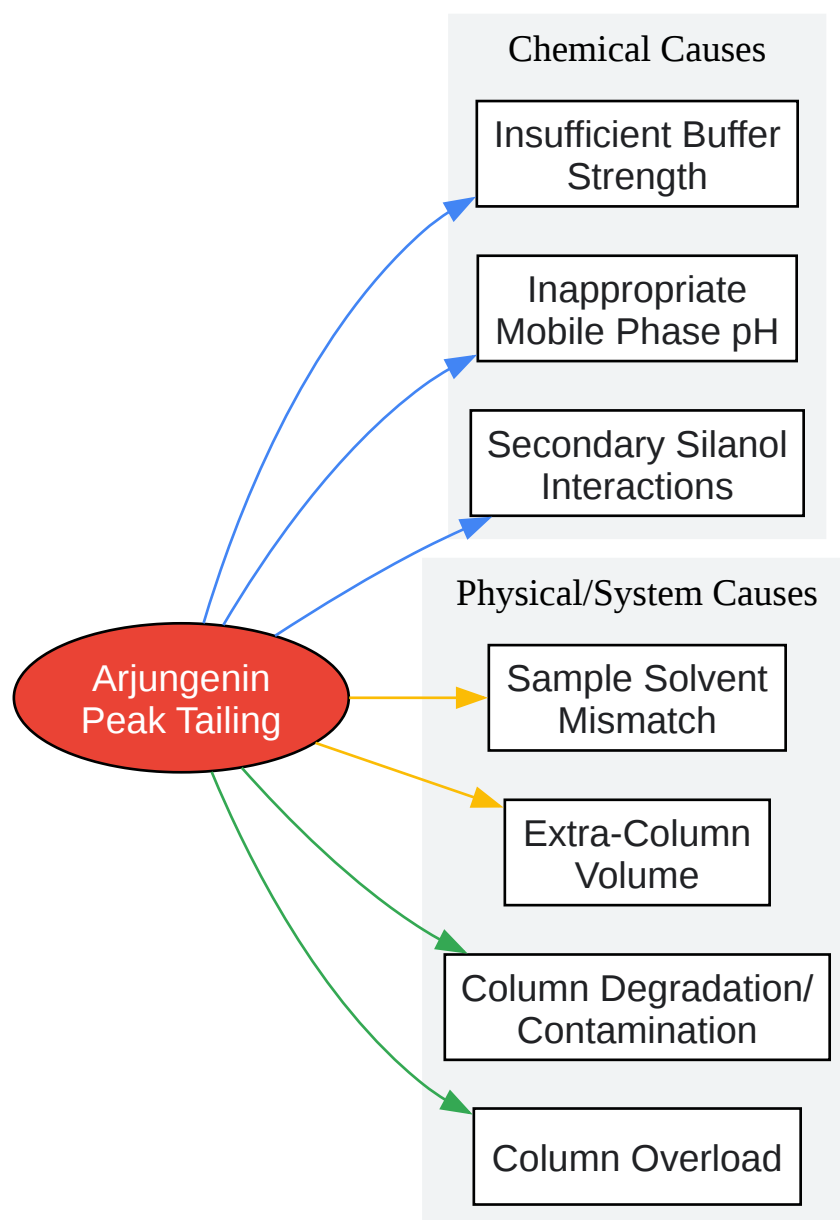 Chemical Causes
Insufficient Buffer
Strength
Inappropriate
Mobile Phase pH
Secondary Silanol
Interactions
Physical/System Causes
Arjungenin
Peak Tailing
Sample Solvent
Mismatch
Extra-Column
Volume
Column Degradation/
Contamination
Column Overload